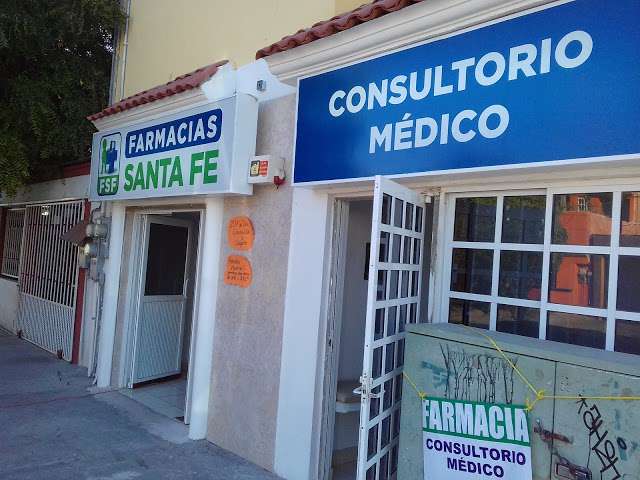 FARMACIAS
SANTA FE
FSF
CONSULTORIO
MÉDICO
FARMACIA
CONSULTORIO
MÉDICO